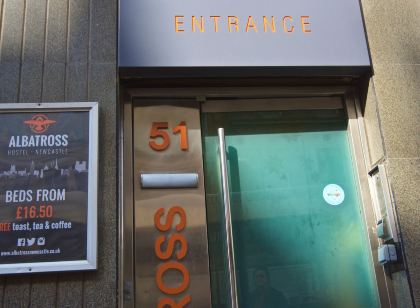 ENTRANCE
ALBATROSS
HOSTEL · NEWCASTLE
BEDS FROM
£16.50
FREE toast, tea & coffee
www.albatrossnewcastle.co.uk
51
ROSS